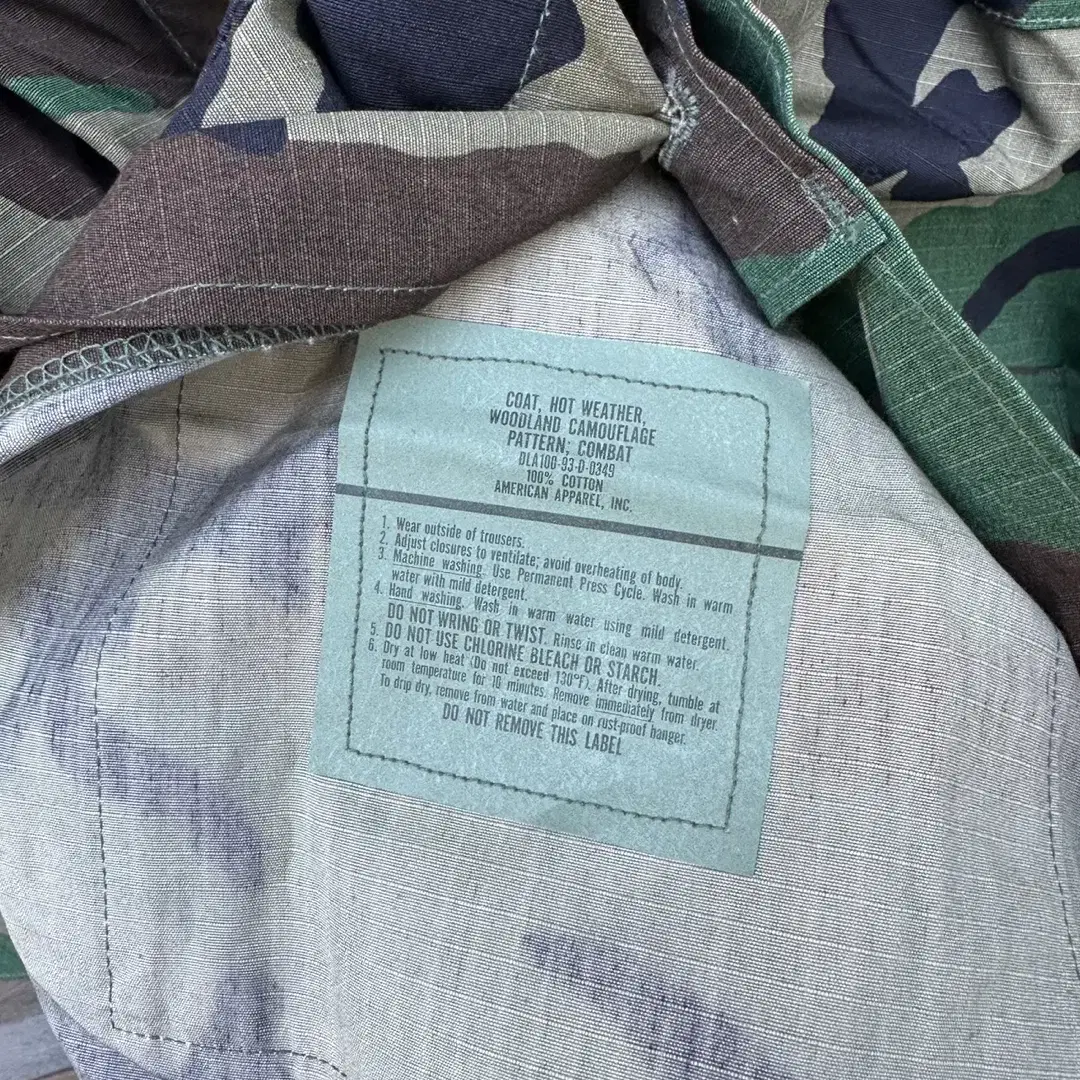 COAT, HOT WEATHER,
WOODLAND CAMOUFLAGE
PATTERN; COMBAT
DLA100-93-D-0349
100% COTTON
AMERICAN APPAREL, INC.
1. Wear outside of trousers.
2. Adjust closures to ventilate; avoid overheating of body.
3. Machine washing. Use Permanent Press Cycle. Wash in warm
water with mild detergent.
4. Hand washing. Wash in warm water using mild detergent.
DO NOT WRING OR TWIST. Rinse in clean warm water.
5. DO NOT USE CHLORINE BLEACH OR STARCH.
6. Dry at low heat (Do not exceed 130°F). After drying, tumble at
room temperature for 10 minutes. Remove immediately from dryer.
To drip dry, remove from water and place on rust-proof hanger.
DO NOT REMOVE THIS LABEL